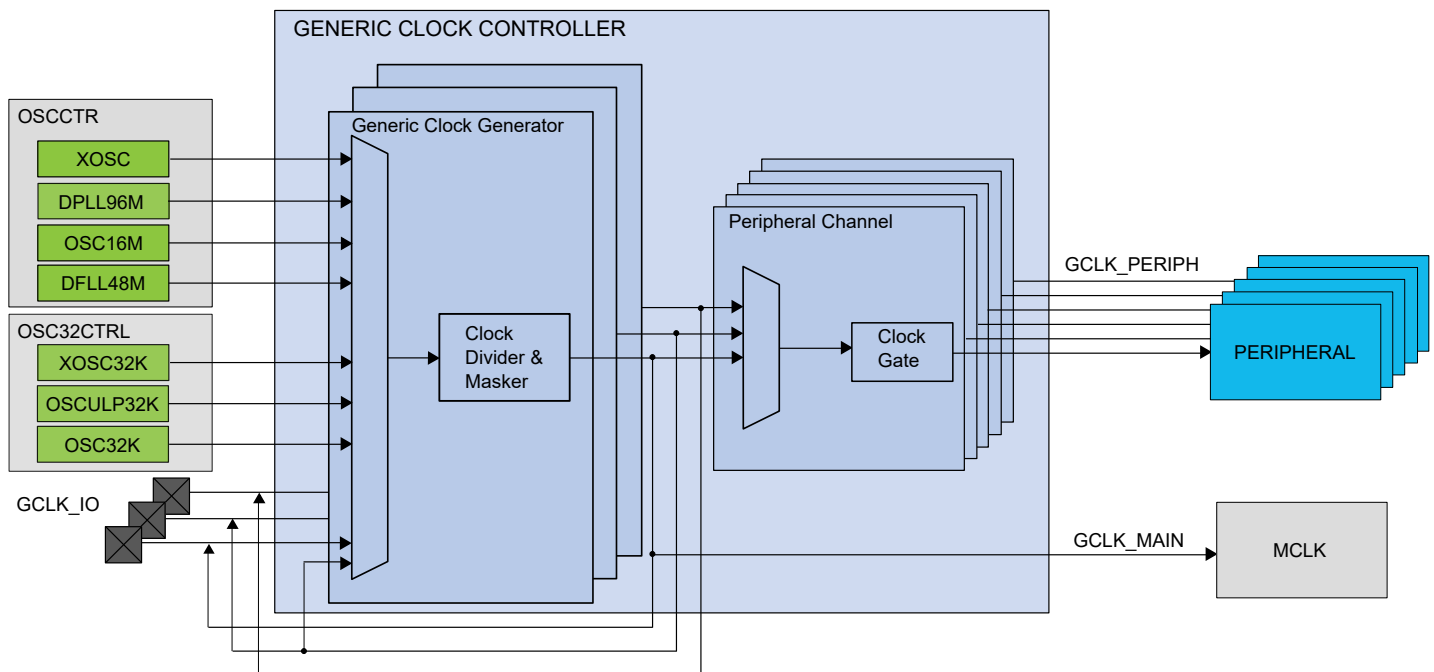 GENERIC CLOCK CONTROLLER
OSCCTR
XOSC
DPLL96M
OSC16M
DFLL48M
OSC32CTRL
XOSC32K
OSCULP32K
OSC32K
GCLK_IO
Generic Clock Generator
Clock
Divider &
Masker
Peripheral Channel
Clock
Gate
GCLK_PERIPH
PERIPHERAL
GCLK_MAIN
MCLK